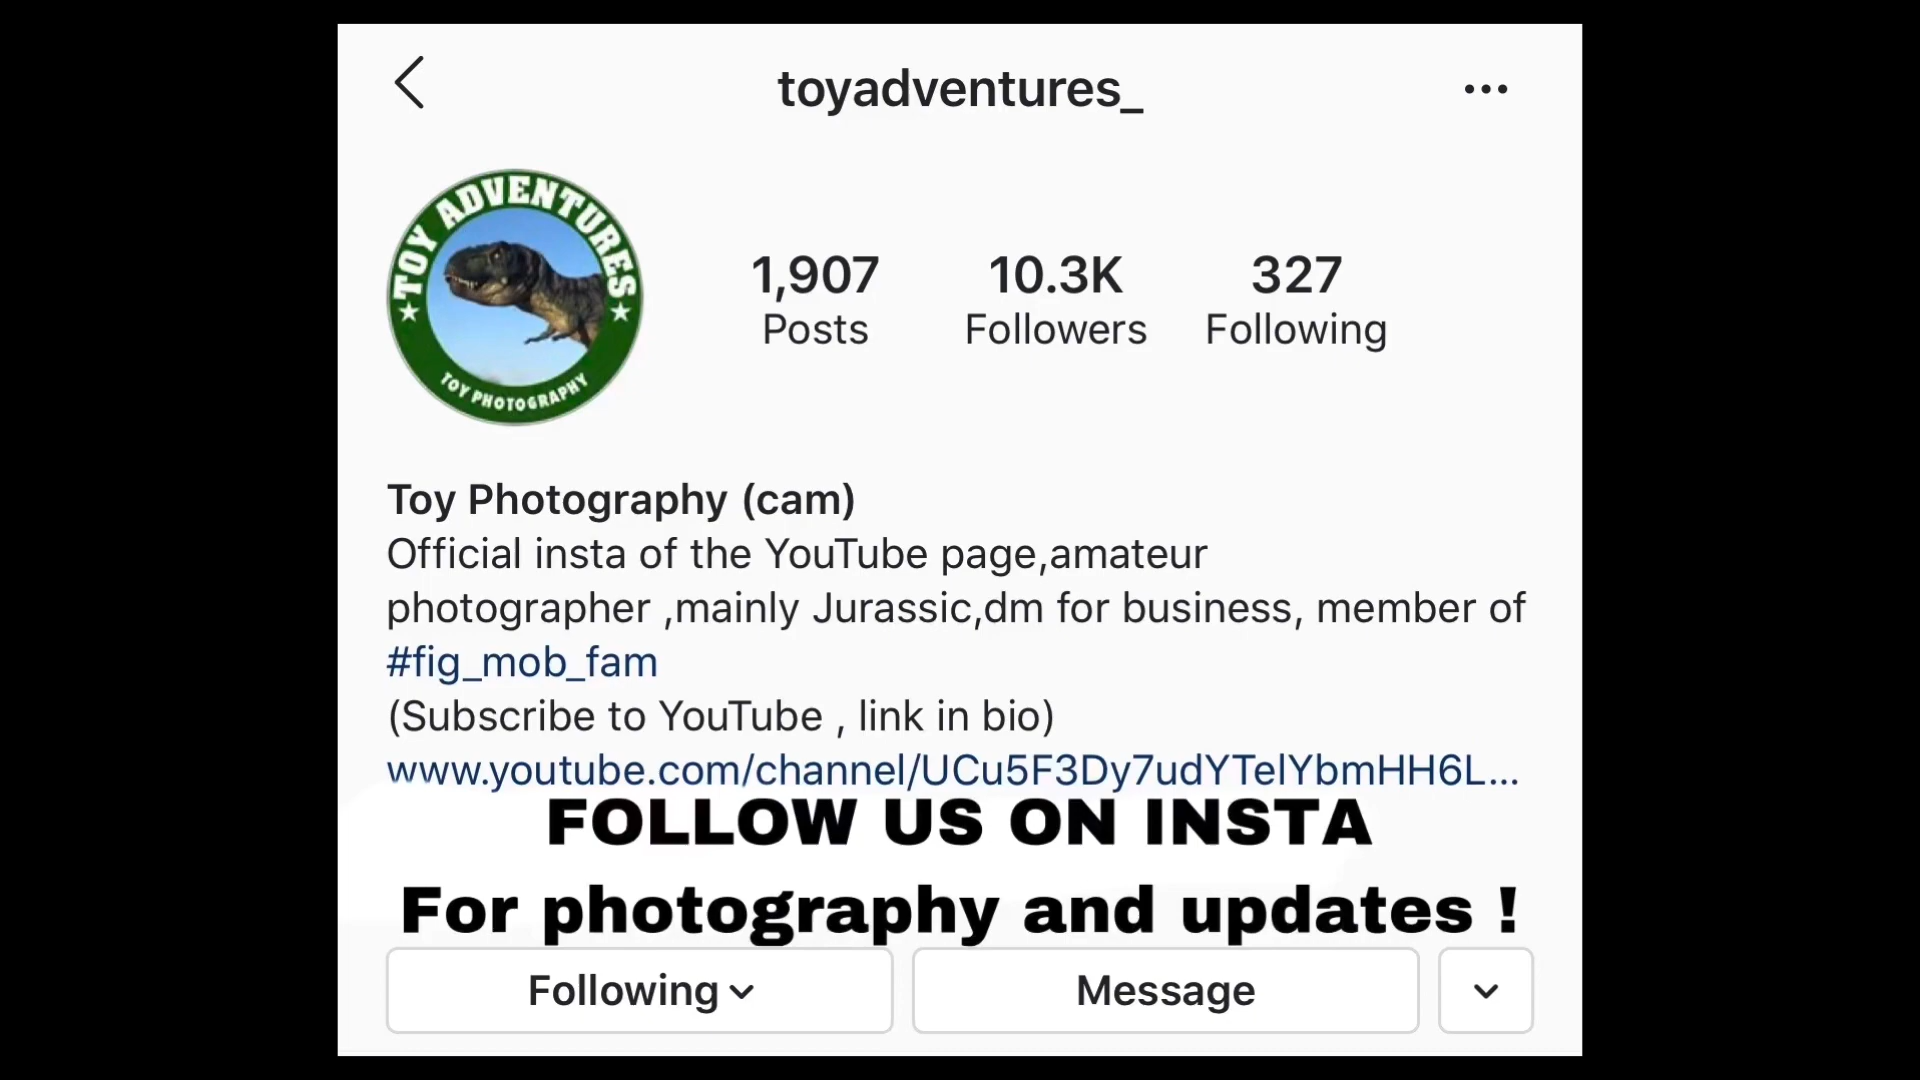 toyadventures_
TOY ADVENTURES
TOY PHOTOGRAPHY
1,907 10.3K 327
Posts Followers Following
Toy Photography (cam)
Official insta of the YouTube page,amateur
photographer ,mainly Jurassic,dm for business, member of
#fig_mob_fam
(Subscribe to YouTube , link in bio)
www.youtube.com/channel/UCu5F3Dy7udYTelYbmHH6L...
FOLLOW US ON INSTA
For photography and updates !
Following Message